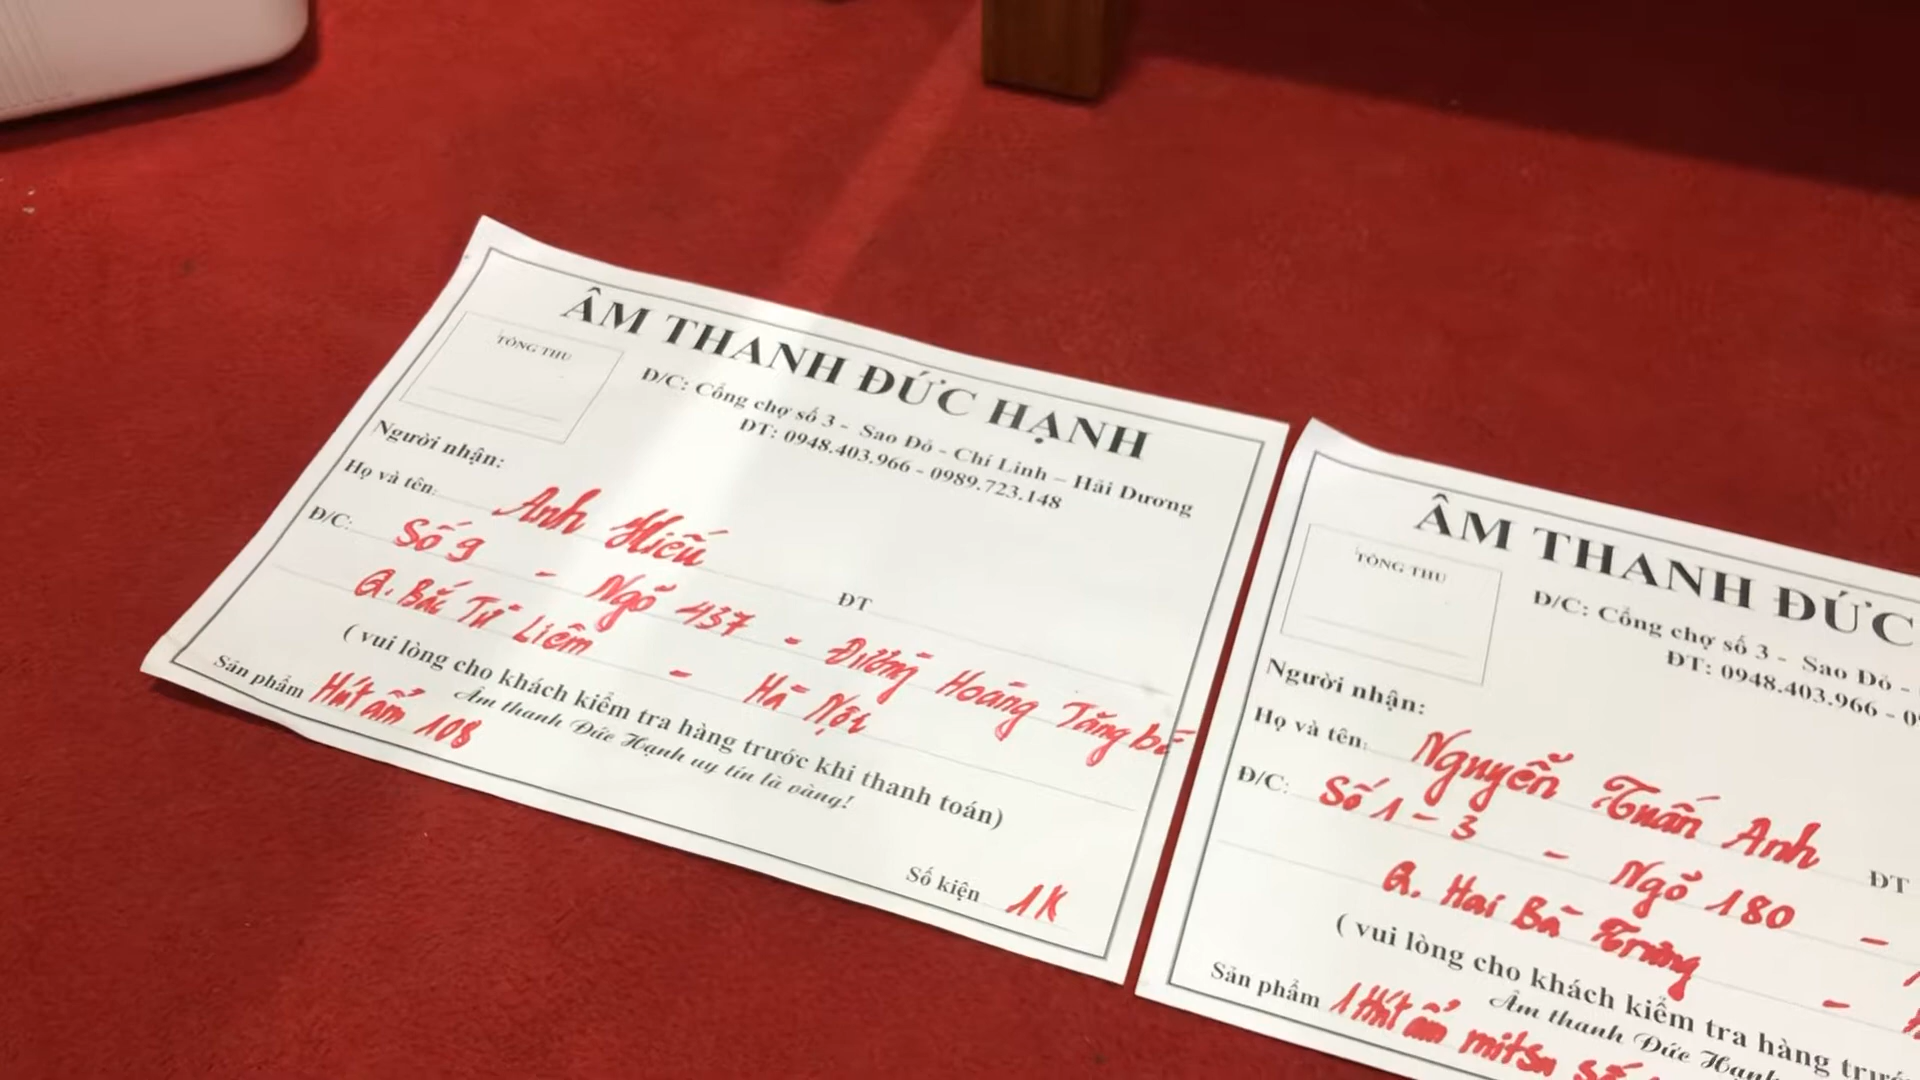 ÂM THANH ĐỨC HẠNH
TỔNG THU
Đ/C: Cổng chợ số 3 - Sao Đỏ - Chí Linh – Hải Dương
ĐT: 0948.403.966 - 0989.723.148
Người nhận:
Họ và tên: Anh Hiếu ĐT
Đ/C: Số 9 - Ngõ 437 - Đường Hoàng Tăng bí
Q. Bắc Từ Liêm - Hà Nội
( vui lòng cho khách kiểm tra hàng trước khi thanh toán)
Sản phẩm Hút ẩm 108
Âm thanh Đức Hạnh uy tín là vàng!
Số kiện 1K
ÂM THANH ĐỨC
TỔNG THU
Đ/C: Cổng chợ số 3 - Sao Đỏ -
ĐT: 0948.403.966 - 0
Người nhận:
Họ và tên: Nguyễn Tuấn Anh ĐT
Đ/C: Số 1 - 3 - Ngõ 180 -
Q. Hai Bà Trưng -
( vui lòng cho khách kiểm tra hàng trước
Sản phẩm 1 Hút ẩm mitsu
Âm thanh Đức Hạnh